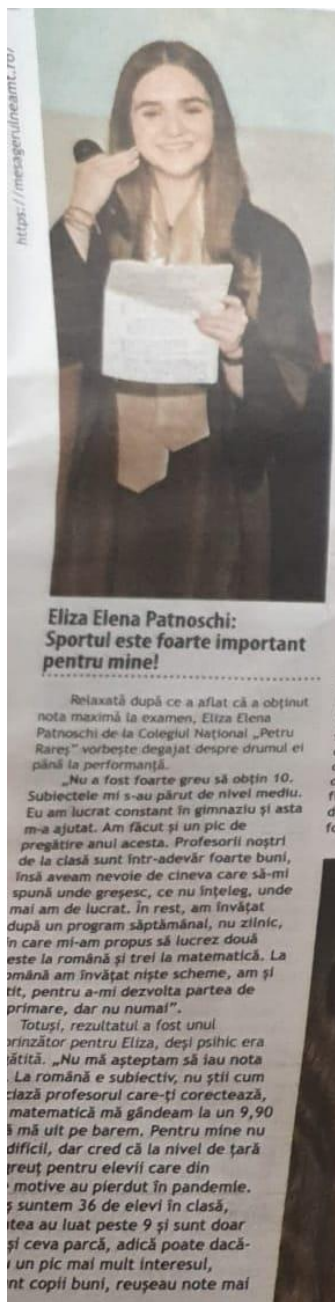 https://mesagerulneamt.ro/
Eliza Elena Patnoschi:
Sportul este foarte important
pentru mine!
Relaxată după ce a aflat că a obținut
nota maximă la examen, Eliza Elena
Patnoschi de la Colegiul Național „Petru
Rareș” vorbește degajat despre drumul ei
până la performanță.
„Nu a fost foarte greu să obțin 10.
Subiectele mi s-au părut de nivel mediu.
Eu am lucrat constant în gimnaziu și asta
m-a ajutat. Am făcut și un pic de
pregătire anul acesta. Profesorii noștri
de la clasă sunt într-adevăr foarte buni,
însă aveam nevoie de cineva care să-mi
spună unde greșesc, ce nu înțeleg, unde
mai am de lucrat. În rest, am învățat
după un program săptămânal, nu zilnic,
în care mi-am propus să lucrez două
este la română și trei la matematică. La
omână am învățat niște scheme, am și
tit, pentru a-mi dezvolta partea de
primare, dar nu numai”.
Totuși, rezultatul a fost unul
prinzător pentru Eliza, deși psihic era
ătită. „Nu mă așteptam să iau nota
. La română e subiectiv, nu știi cum
ciază profesorul care-ți corectează,
matematică mă gândeam la un 9,90
ă mă uit pe barem. Pentru mine nu
dificil, dar cred că la nivel de țară
greuț pentru elevii care din
motive au pierdut în pandemie.
suntem 36 de elevi în clasă,
tea au luat peste 9 și sunt doar
și ceva parcă, adică poate dacă-
un pic mai mult interesul,
nt copii buni, reușeau note mai